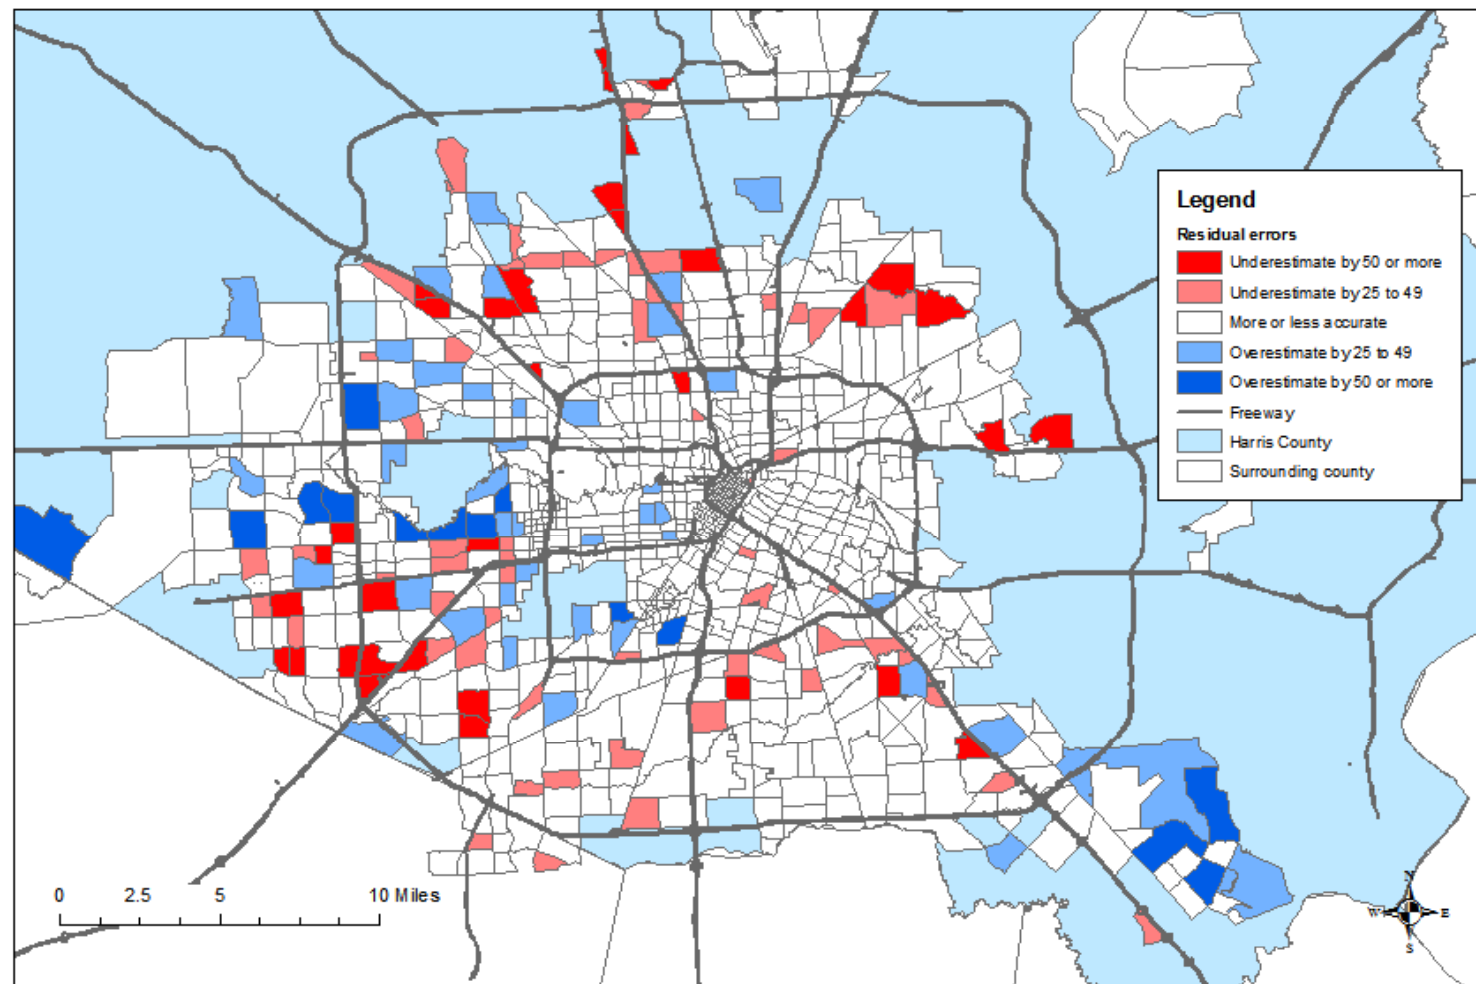 Legend
Residual errors
Underestimate by 50 or more
Underestimate by 25 to 49
More or less accurate
Overestimate by 25 to 49
Overestimate by 50 or more
Freeway
Harris County
Surrounding county
0 2.5 5 10 Miles
N
W E
S